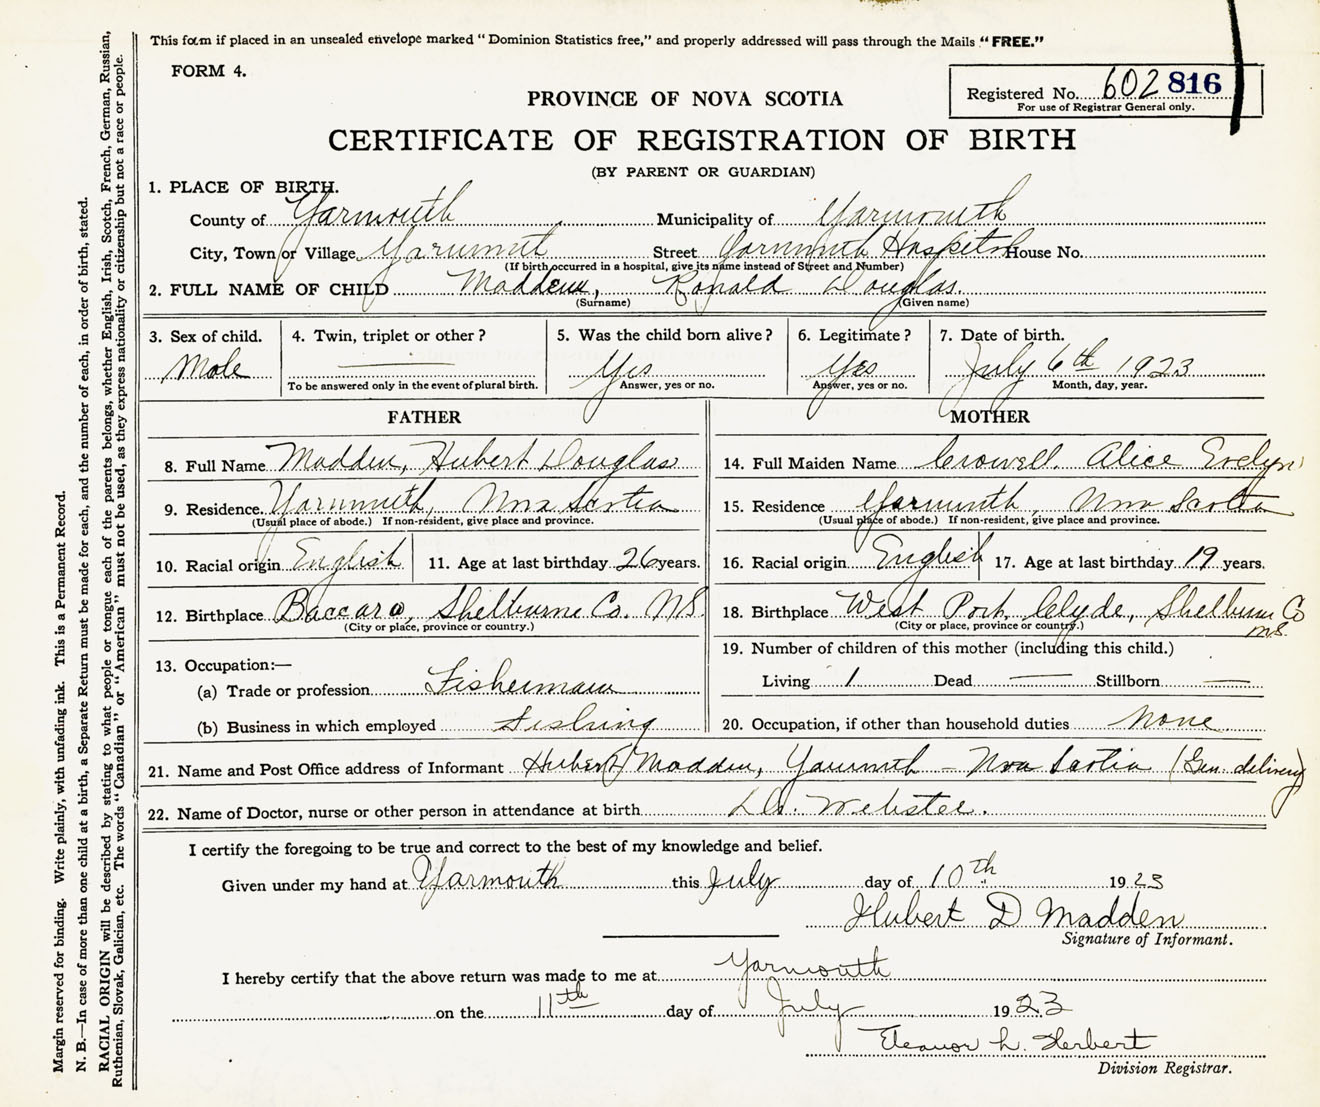 This form if placed in an unsealed envelope marked "Dominion Statistics free," and properly addressed will pass through the Mails "FREE."
FORM 4.
Registered No. 602 816
For use of Registrar General only.
PROVINCE OF NOVA SCOTIA
CERTIFICATE OF REGISTRATION OF BIRTH
(BY PARENT OR GUARDIAN)
1. PLACE OF BIRTH.
County of Yarmouth Municipality of Yarmouth
City, Town or Village Yarmouth Street Yarmouth Hospital House No.
(If birth occurred in a hospital, give its name instead of Street and Number)
2. FULL NAME OF CHILD Madden, Ronald Douglas.
(Surname) (Given name)
3. Sex of child. 4. Twin, triplet or other? 5. Was the child born alive? 6. Legitimate? 7. Date of birth.
Male Yes Yes July 6th 1923
To be answered only in the event of plural birth. Answer, yes or no. Answer, yes or no. Month, day, year.
FATHER
8. Full Name Madden, Hubert Douglas
9. Residence. Yarmouth, Nova Scotia
(Usual place of abode.) If non-resident, give place and province.
10. Racial origin English 11. Age at last birthday 26 years.
12. Birthplace Baccaro, Shelburne Co. NS.
(City or place, province or country.)
13. Occupation:—
(a) Trade or profession Fisherman
(b) Business in which employed Fishing
MOTHER
14. Full Maiden Name Crowell. Alice Evelyn
15. Residence Yarmouth, Nova Scotia
(Usual place of abode.) If non-resident, give place and province.
16. Racial origin English 17. Age at last birthday 19 years.
18. Birthplace West Port Clyde, Shelburne Co
N.S.
(City or place, province or country.)
19. Number of children of this mother (including this child.)
Living 1 Dead — Stillborn —
20. Occupation, if other than household duties None
21. Name and Post Office address of Informant Hubert Madden, Yarmouth - Nova Scotia (Gen. delivery)
22. Name of Doctor, nurse or other person in attendance at birth Dr. Webster.
I certify the foregoing to be true and correct to the best of my knowledge and belief.
Given under my hand at Yarmouth this July day of 10th 1923
Hubert D Madden
Signature of Informant.
I hereby certify that the above return was made to me at Yarmouth
on the 11th day of July 1923
Eleanor L. Herbert
Division Registrar.
Margin reserved for binding. Write plainly, with unfading ink. This is a Permanent Record.
N. B.—In case of more than one child at a birth, a Separate Return must be made for each, and the number of each, in order of birth, stated.
RACIAL ORIGIN will be described by stating to what people or tongue each of the parents belongs, whether English, Irish, Scotch, French, German, Russian,
Ruthenian, Slovak, Galician, etc. The words "Canadian" or "American" must not be used, as they express nationality or citizenship but not a race or people.